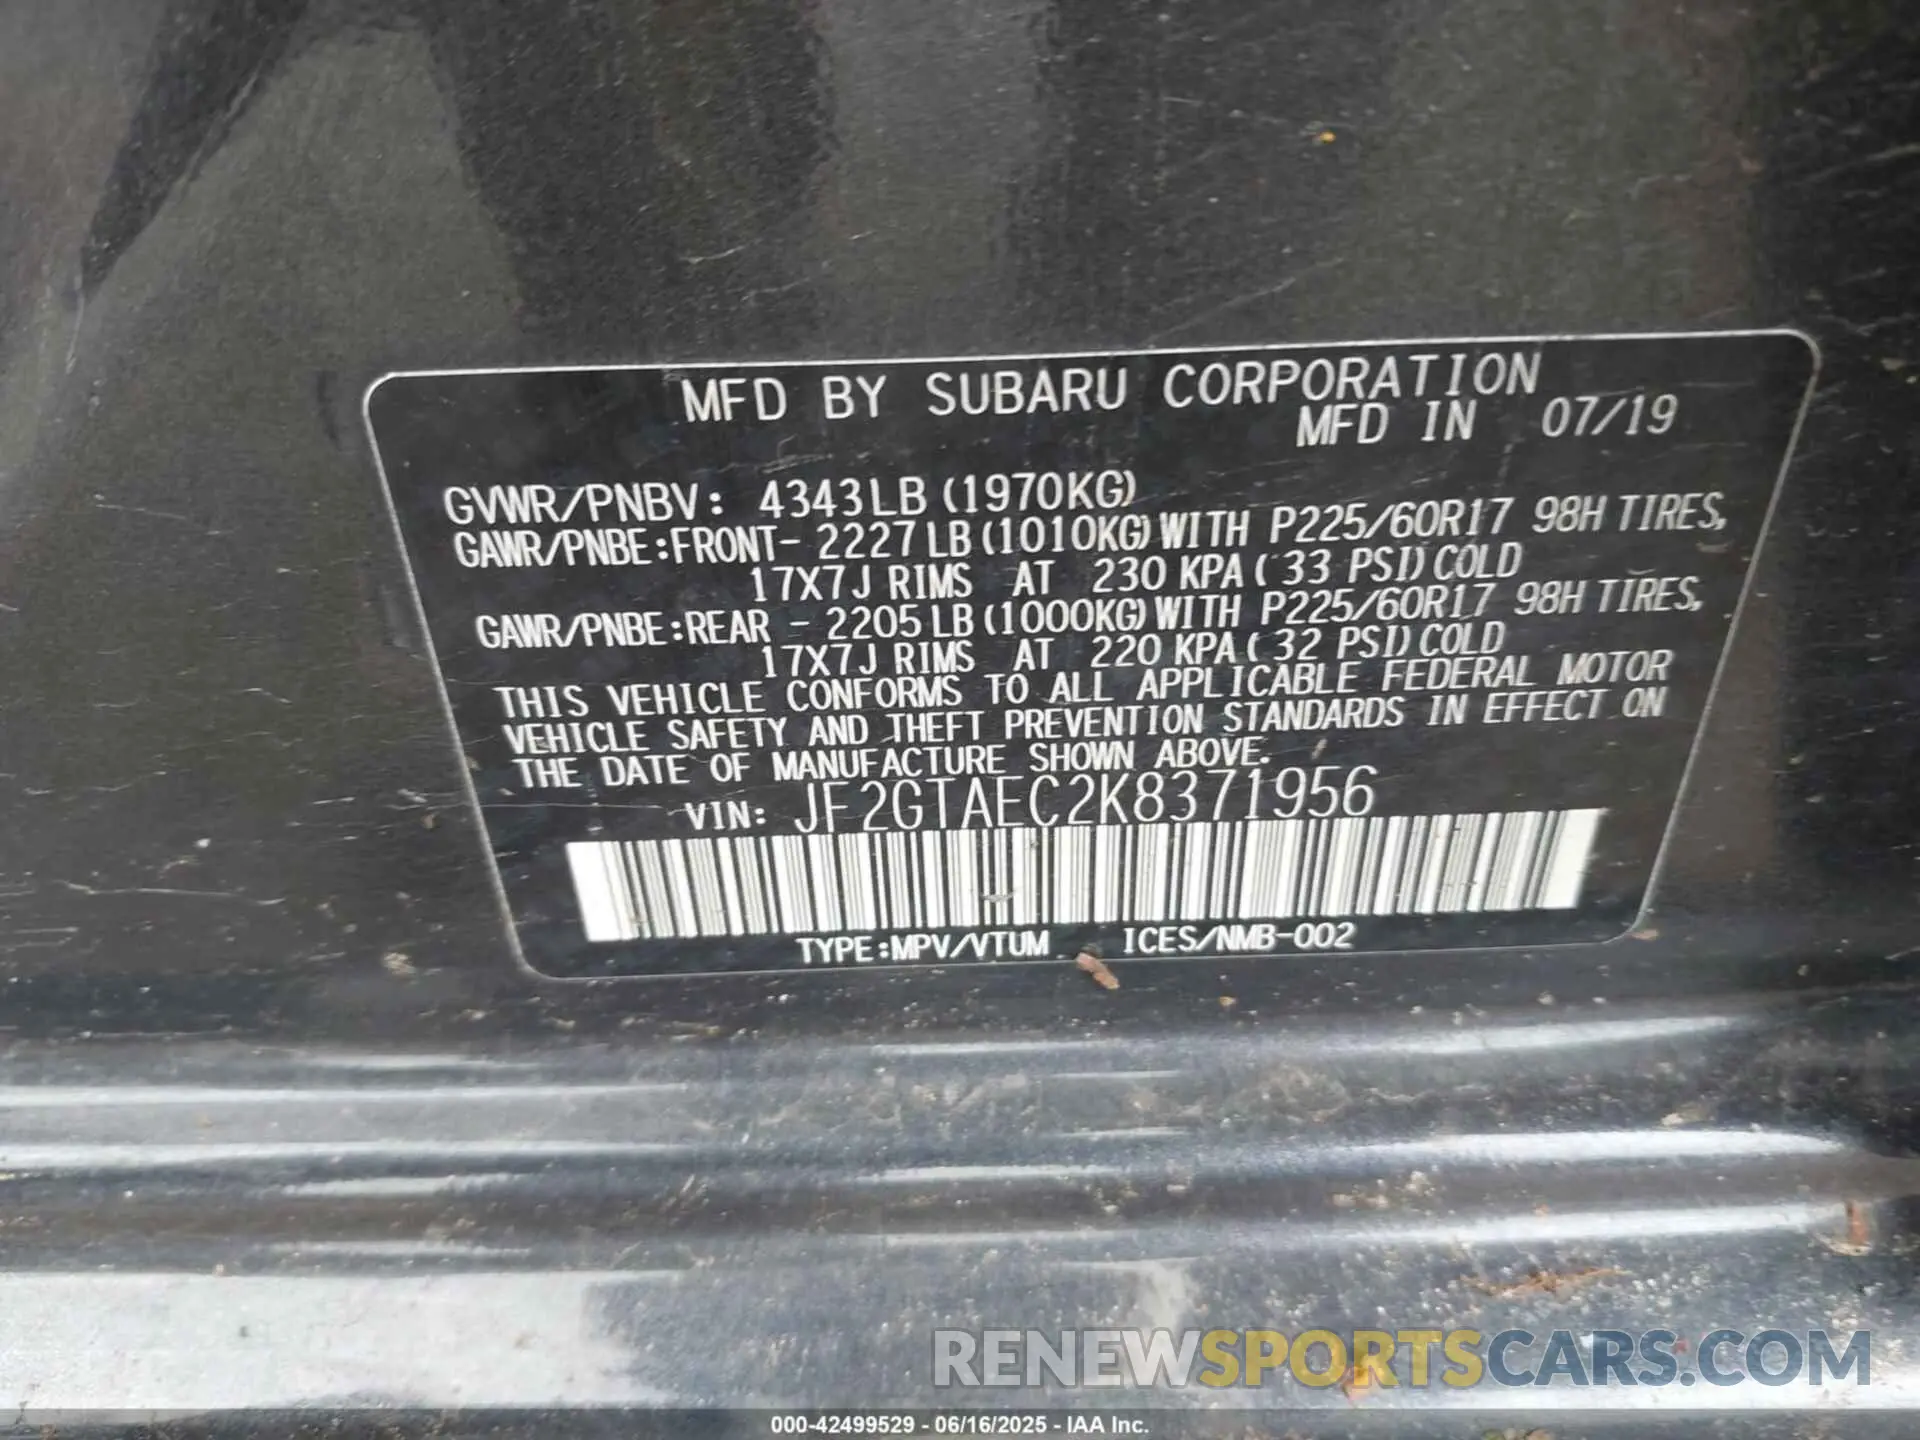 MFD BY SUBARU CORPORATION
MFD IN 07/19
GVWR/PNBV: 4343LB (1970KG)
GAWR/PNBE:FRONT- 2227LB (1010KG) WITH P225/60R17 98H TIRES,
17X7J RIMS AT 230 KPA ( 33 PSI) COLD
GAWR/PNBE:REAR - 2205LB (1000KG) WITH P225/60R17 98H TIRES,
17X7J RIMS AT 220 KPA ( 32 PSI) COLD
THIS VEHICLE CONFORMS TO ALL APPLICABLE FEDERAL MOTOR
VEHICLE SAFETY AND THEFT PREVENTION STANDARDS IN EFFECT ON
THE DATE OF MANUFACTURE SHOWN ABOVE.
VIN: JF2GTAEC2K8371956
TYPE:MPV/VTUM ICES/NMB-002
RENEWSPORTSCARS.COM
000-42499529 - 06/16/2025 - IAA Inc.